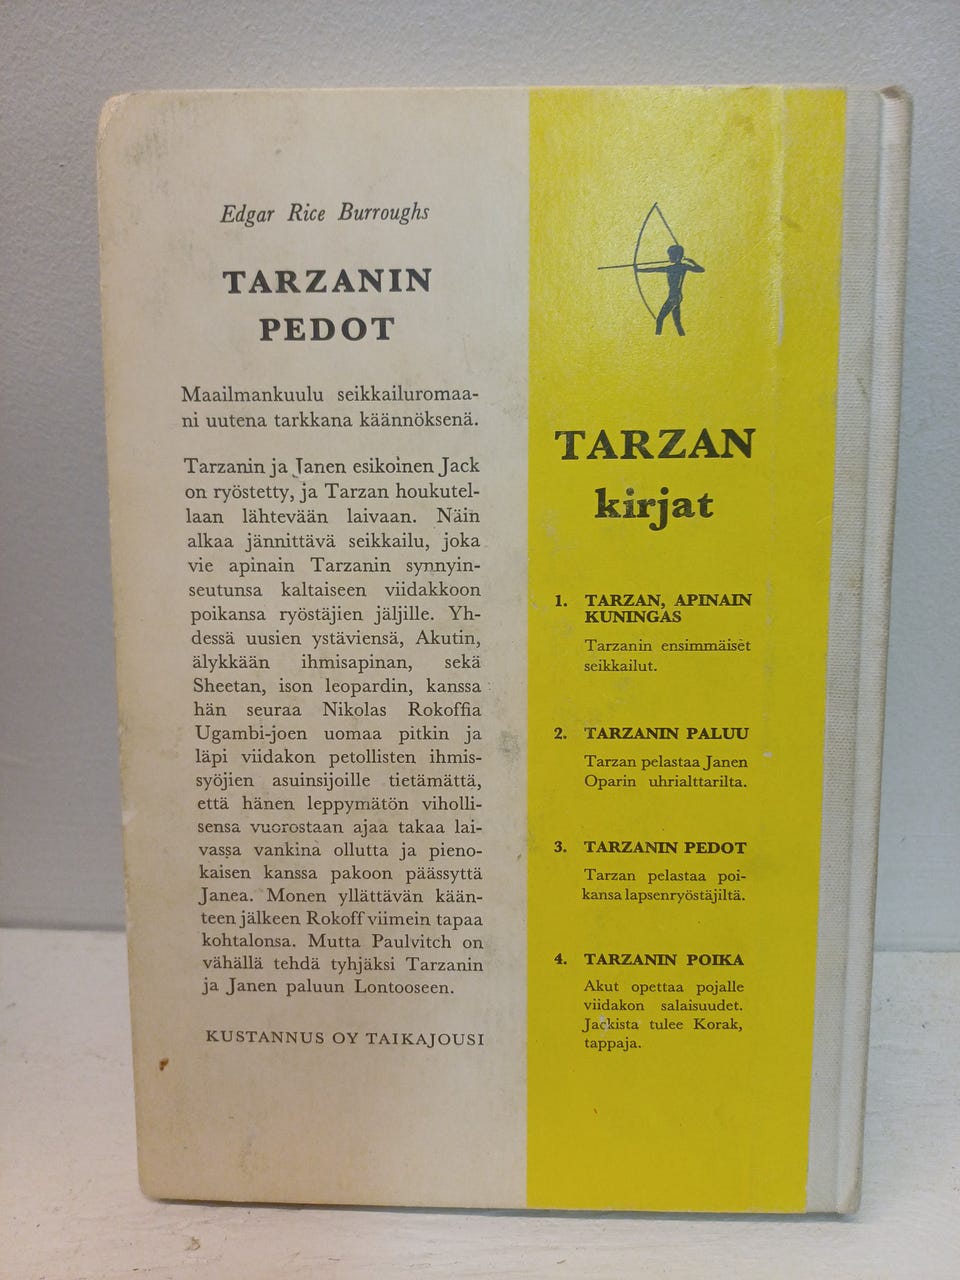 Edgar Rice Burroughs
TARZANIN
PEDOT
Maailmankuulu seikkailuromaa-
ni uutena tarkkana käännöksenä.
Tarzanin ja Janen esikoinen Jack
on ryöstetty, ja Tarzan houkutel-
laan lähtevään laivaan. Näin
alkaa jännittävä seikkailu, joka
vie apinain Tarzanin synnyin-
seutunsa kaltaiseen viidakkoon
poikansa ryöstäjien jäljille. Yh-
dessä uusien ystäviensä, Akutin,
älykkään ihmisapinan, sekä
Sheetan, ison leopardin, kanssa
hän seuraa Nikolas Rokoffia
Ugambi-joen uomaa pitkin ja
läpi viidakon petollisten ihmis-
syöjien asuinsijoille tietämättä,
että hänen leppymätön viholli-
sensa vuorostaan ajaa takaa lai-
vassa vankina ollutta ja pieno-
kaisen kanssa pakoon päässyttä
Janea. Monen yllättävän kään-
teen jälkeen Rokoff viimein tapaa
kohtalonsa. Mutta Paulvitch on
vähällä tehdä tyhjäksi Tarzanin
ja Janen paluun Lontooseen.
KUSTANNUS OY TAIKAJOUSI
TARZAN
kirjat
1. TARZAN, APINAIN
KUNINGAS
Tarzanin ensimmäiset
seikkailut.
2. TARZANIN PALUU
Tarzan pelastaa Janen
Oparin uhrialttarilta.
3. TARZANIN PEDOT
Tarzan pelastaa poi-
kansa lapsenryöstäjiltä.
4. TARZANIN POIKA
Akut opettaa pojalle
viidakon salaisuudet.
Jackista tulee Korak,
tappaja.